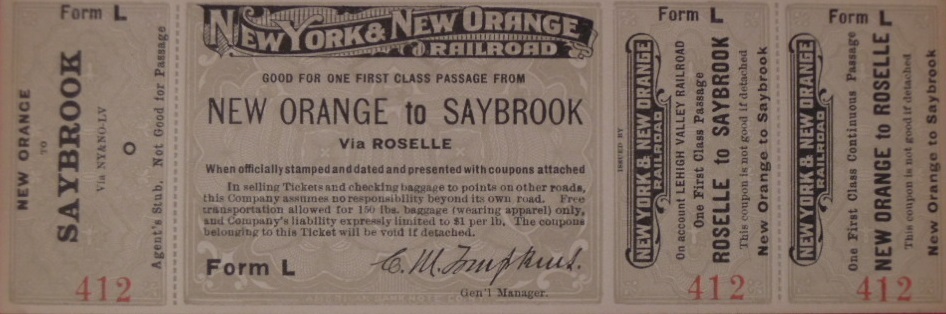 Form L
NEW ORANGE
TO
SAYBROOK
Via NY&NO-LV
O
Agent's Stub. Not Good for Passage
412
NEW YORK & NEW ORANGE
RAILROAD
GOOD FOR ONE FIRST CLASS PASSAGE FROM
NEW ORANGE to SAYBROOK
Via ROSELLE
When officially stamped and dated and presented with coupons attached
In selling Tickets and checking baggage to points on other roads,
this Company assumes no responsibility beyond its own road. Free
transportation allowed for 150 lbs. baggage (wearing apparel) only,
and Company's liability expressly limited to $1 per lb. The coupons
belonging to this Ticket will be void if detached.
Form L
C. M. Tompkins.
Gen'l Manager.
AMERICAN BANK NOTE CO
Form L
ISSUED BY
NEW YORK & NEW ORANGE
RAILROAD
On account LEHIGH VALLEY RAILROAD
One First Class Passage
ROSELLE to SAYBROOK
This coupon is not good if detached
New Orange to Saybrook
412
Form L
NEW YORK & NEW ORANGE
RAILROAD
One First Class Continuous Passage
NEW ORANGE to ROSELLE
This coupon is not good if detached
New Orange to Saybrook
412